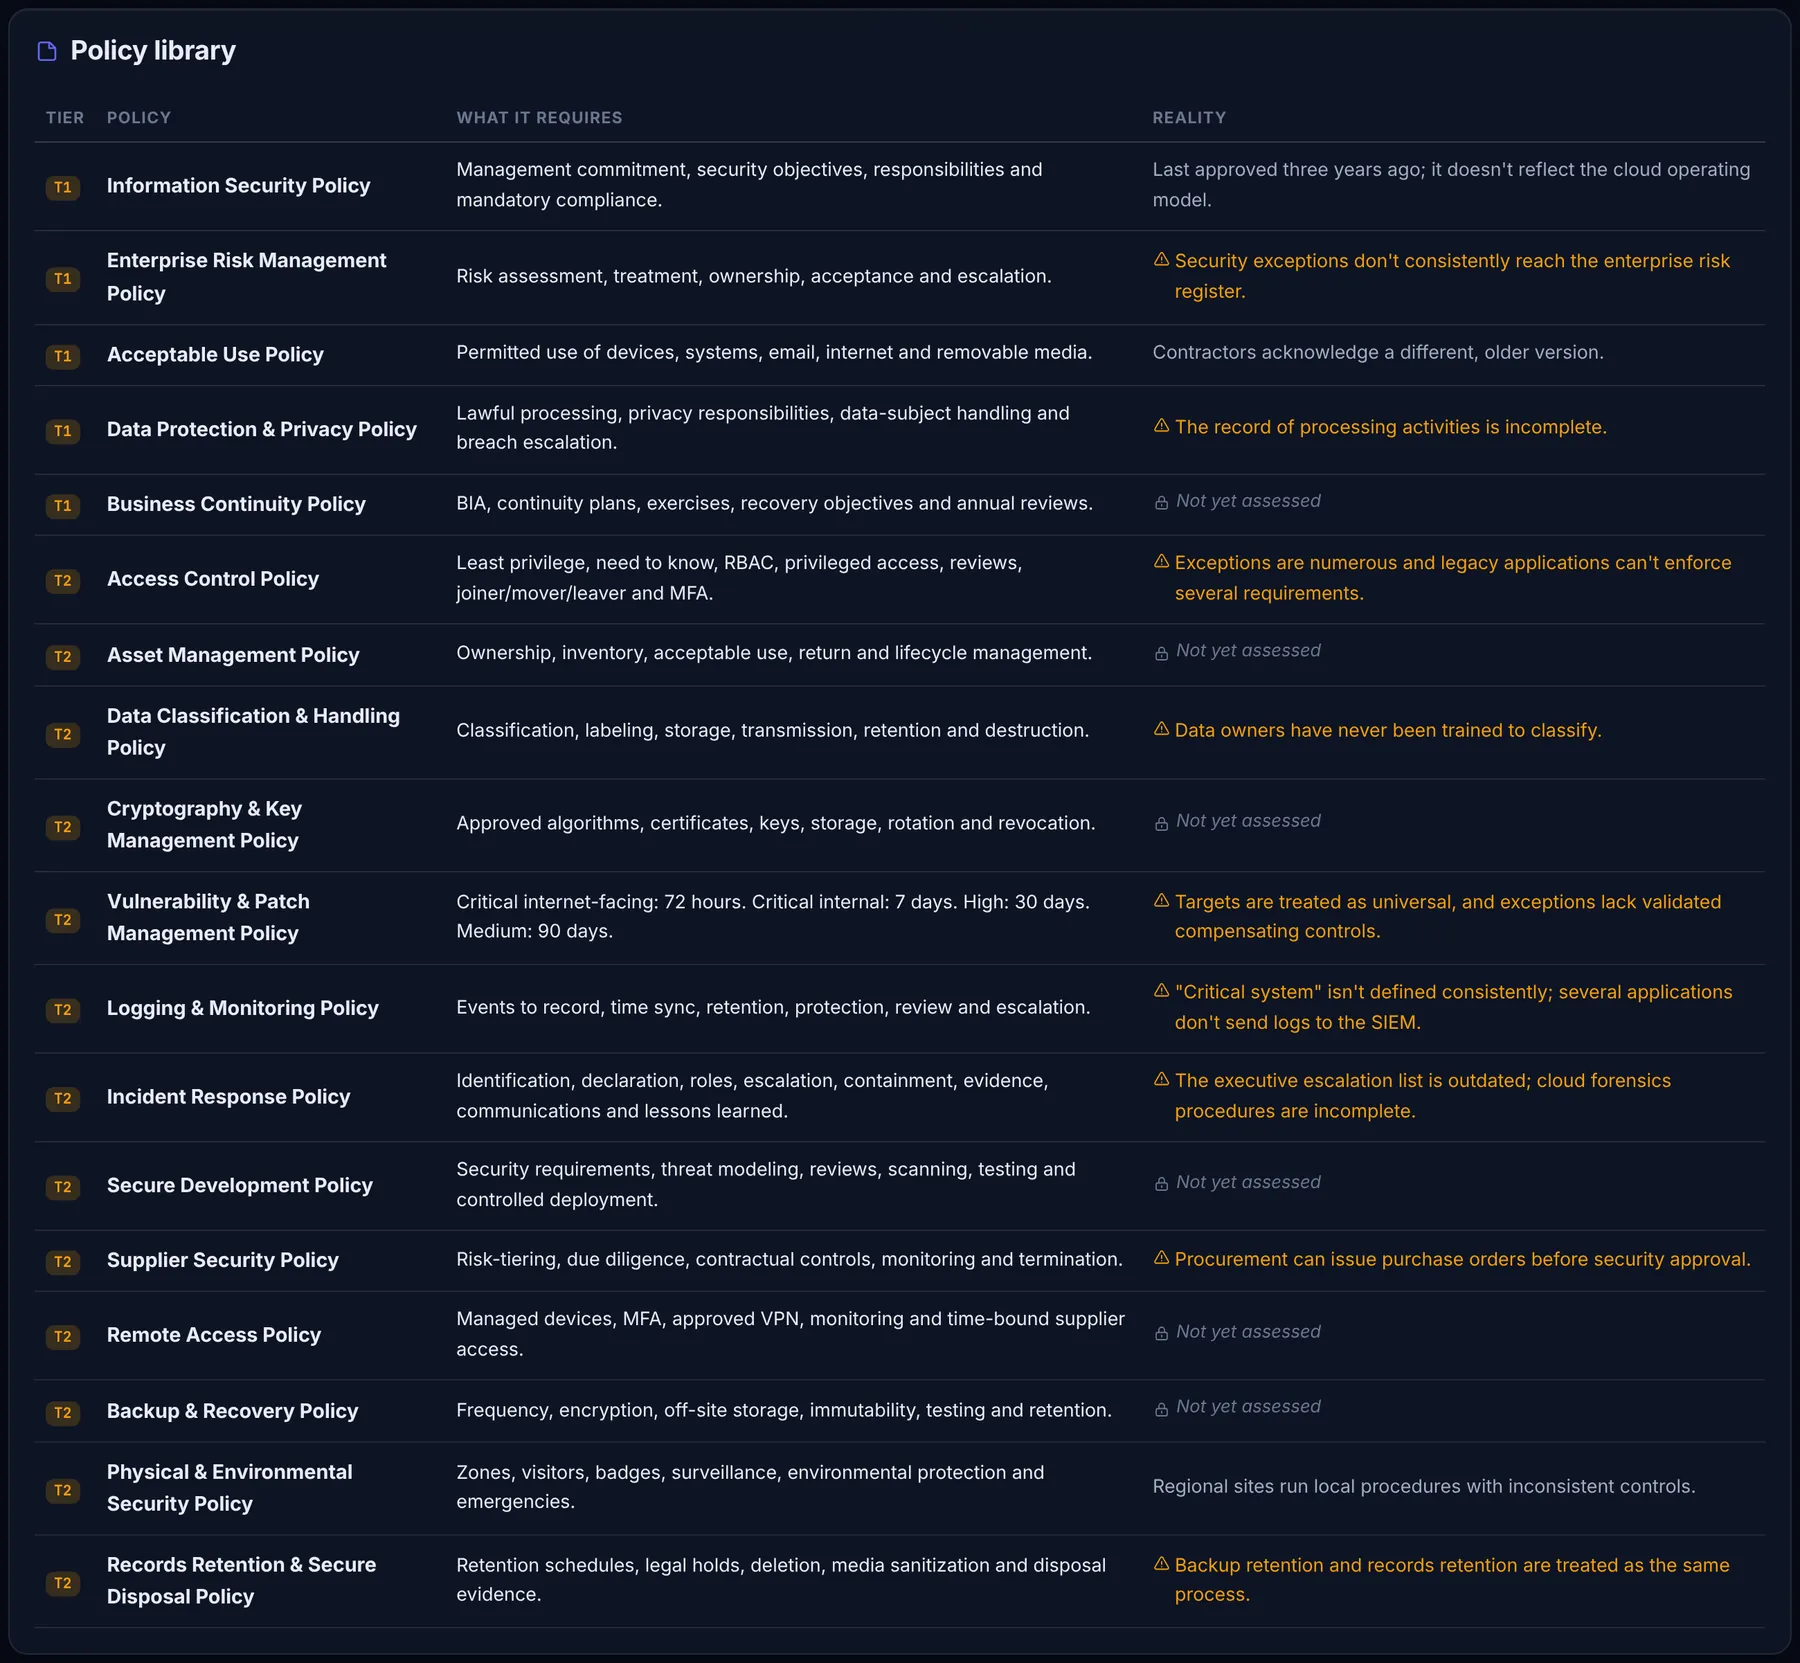 Policy library
TIER POLICY WHAT IT REQUIRES REALITY
T1 Information Security Policy
Management commitment, security objectives, responsibilities and
mandatory compliance.
Last approved three years ago; it doesn't reflect the cloud operating
model.
T1 Enterprise Risk Management
Policy
Risk assessment, treatment, ownership, acceptance and escalation.
Security exceptions don't consistently reach the enterprise risk
register.
T1 Acceptable Use Policy
Permitted use of devices, systems, email, internet and removable media.
Contractors acknowledge a different, older version.
T1 Data Protection & Privacy Policy
Lawful processing, privacy responsibilities, data-subject handling and
breach escalation.
The record of processing activities is incomplete.
T1 Business Continuity Policy
BIA, continuity plans, exercises, recovery objectives and annual reviews.
Not yet assessed
T2 Access Control Policy
Least privilege, need to know, RBAC, privileged access, reviews,
joiner/mover/leaver and MFA.
Exceptions are numerous and legacy applications can't enforce
several requirements.
T2 Asset Management Policy
Ownership, inventory, acceptable use, return and lifecycle management.
Not yet assessed
T2 Data Classification & Handling
Policy
Classification, labeling, storage, transmission, retention and destruction.
Data owners have never been trained to classify.
T2 Cryptography & Key
Management Policy
Approved algorithms, certificates, keys, storage, rotation and revocation.
Not yet assessed
T2 Vulnerability & Patch
Management Policy
Critical internet-facing: 72 hours. Critical internal: 7 days. High: 30 days.
Medium: 90 days.
Targets are treated as universal, and exceptions lack validated
compensating controls.
T2 Logging & Monitoring Policy
Events to record, time sync, retention, protection, review and escalation.
"Critical system" isn't defined consistently; several applications
don't send logs to the SIEM.
T2 Incident Response Policy
Identification, declaration, roles, escalation, containment, evidence,
communications and lessons learned.
The executive escalation list is outdated; cloud forensics
procedures are incomplete.
T2 Secure Development Policy
Security requirements, threat modeling, reviews, scanning, testing and
controlled deployment.
Not yet assessed
T2 Supplier Security Policy
Risk-tiering, due diligence, contractual controls, monitoring and termination.
Procurement can issue purchase orders before security approval.
T2 Remote Access Policy
Managed devices, MFA, approved VPN, monitoring and time-bound supplier
access.
Not yet assessed
T2 Backup & Recovery Policy
Frequency, encryption, off-site storage, immutability, testing and retention.
Not yet assessed
T2 Physical & Environmental
Security Policy
Zones, visitors, badges, surveillance, environmental protection and
emergencies.
Regional sites run local procedures with inconsistent controls.
T2 Records Retention & Secure
Disposal Policy
Retention schedules, legal holds, deletion, media sanitization and disposal
evidence.
Backup retention and records retention are treated as the same
process.